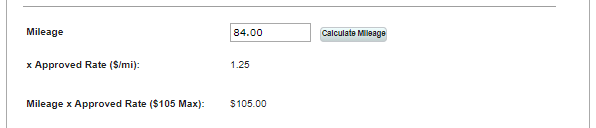 Mileage 84.00 Calculate Mileage
x Approved Rate ($/mi): 1.25
Mileage x Approved Rate ($105 Max): $105.00